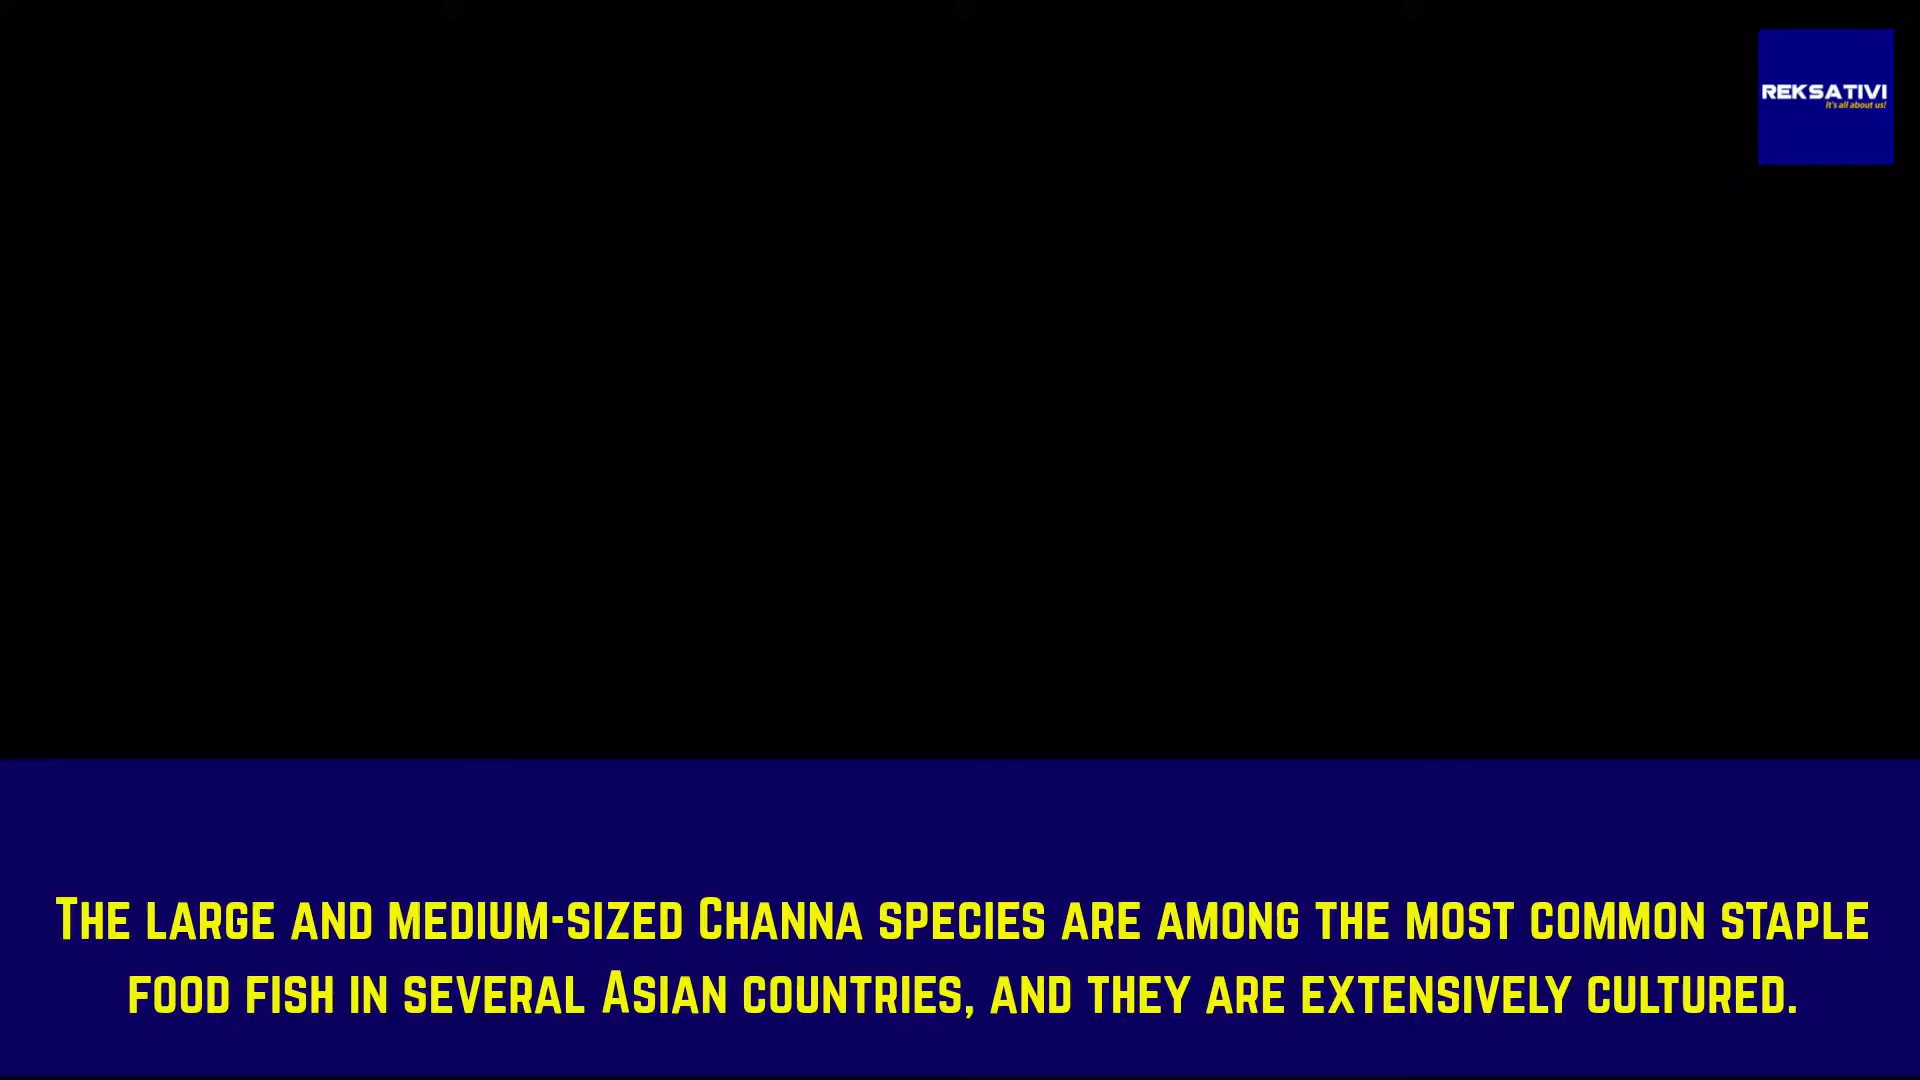 REKSATIVI
It's all about us!
The large and medium-sized Channa species are among the most common staple
food fish in several Asian countries, and they are extensively cultured.